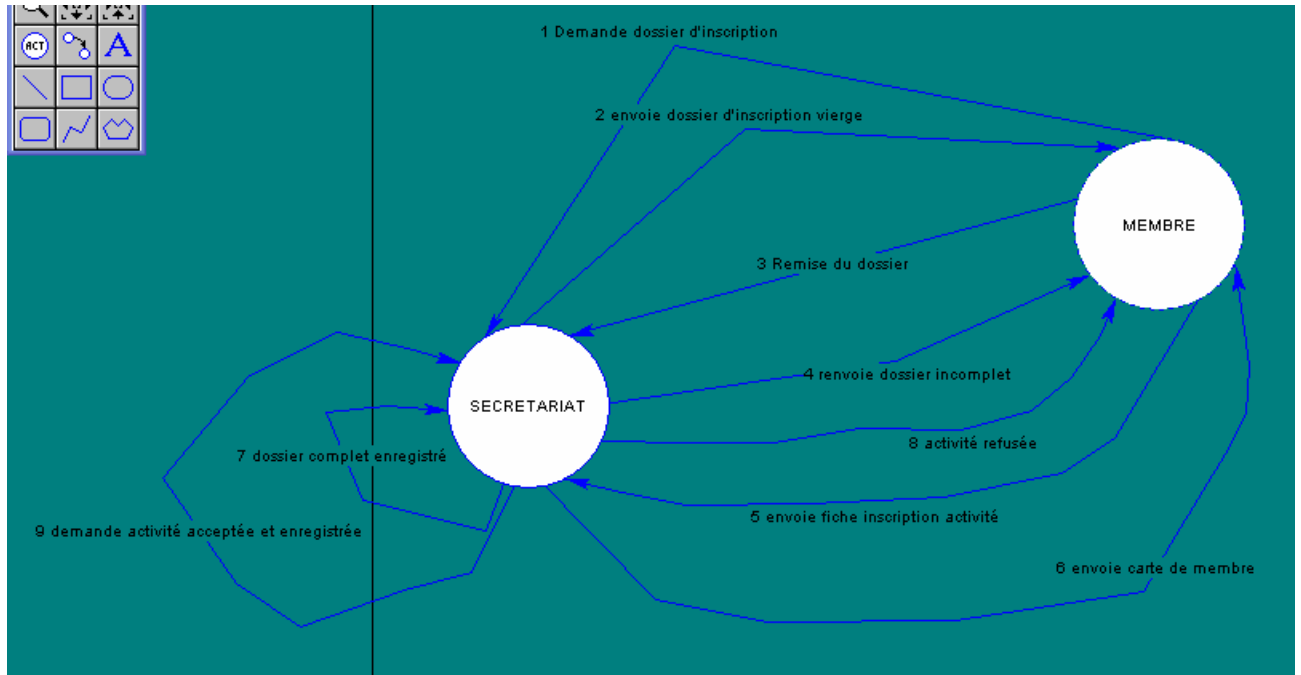 ACT
A
1 Demande dossier d'inscription
2 envoie dossier d'inscription vierge
MEMBRE
3 Remise du dossier
4 renvoie dossier incomplet
SECRETARIAT
8 activité refusée
7 dossier complet enregistré
5 envoie fiche inscription activité
9 demande activité acceptée et enregistrée
6 envoie carte de membre